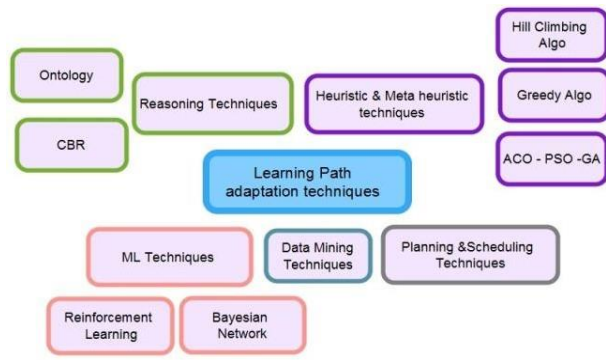 Hill Climbing
Algo
Ontology
Reasoning Techniques
Heuristic & Meta heuristic
techniques
Greedy Algo
CBR
ACO - PSO -GA
Learning Path
adaptation techniques
ML Techniques
Data Mining
Techniques
Planning &Scheduling
Techniques
Reinforcement
Learning
Bayesian
Network